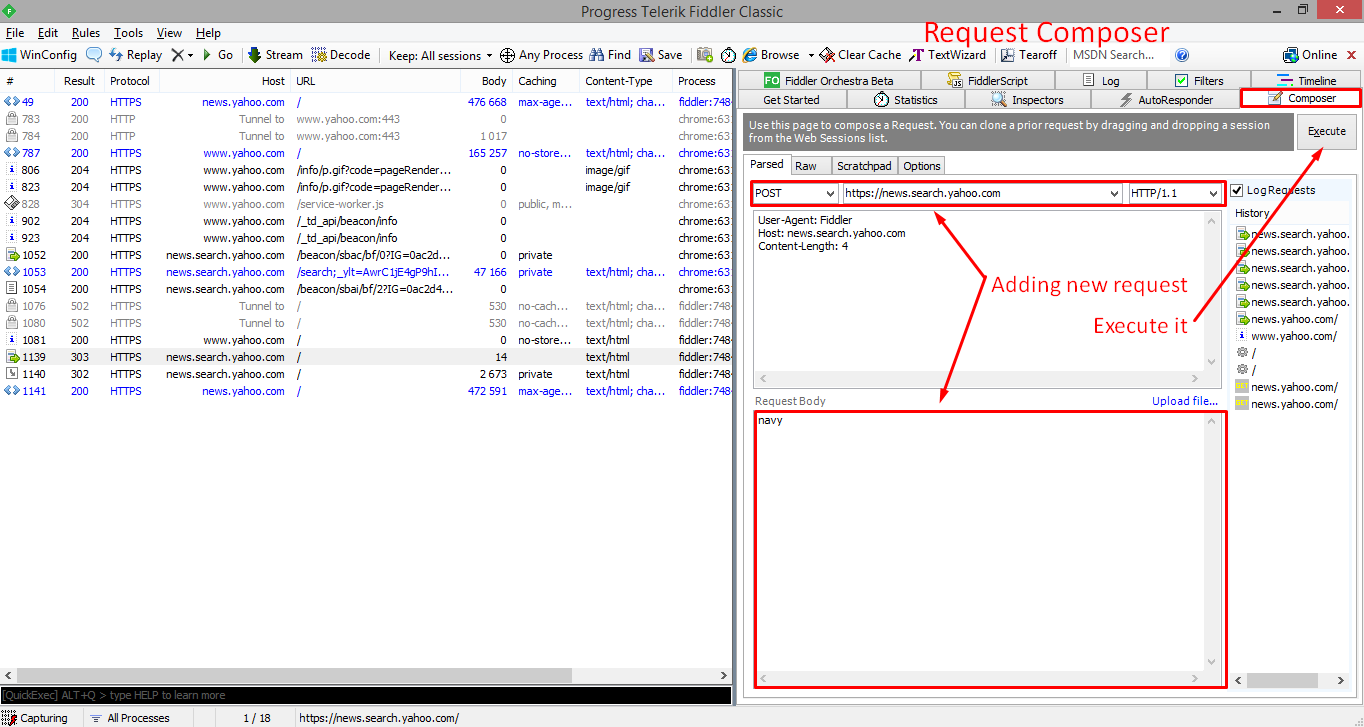 Progress Telerik Fiddler Classic
File Edit Rules Tools View Help
Request Composer
WinConfig Replay Go Stream Decode Keep: All sessions Any Process Find Save Browse Clear Cache TextWizard Tearoff MSDN Search... Online
# Result Protocol Host URL Body Caching Content-Type Process
49 200 HTTPS news.yahoo.com / 476 668 max-age... text/html; cha... fiddler:748
783 200 HTTP Tunnel to www.yahoo.com:443 0 chrome:631
784 200 HTTP Tunnel to www.yahoo.com:443 1 017 chrome:631
787 200 HTTPS www.yahoo.com / 165 257 no-store... text/html; cha... chrome:631
806 204 HTTPS www.yahoo.com /info/p.gif?code=pageRender... 0 image/gif chrome:631
823 204 HTTPS www.yahoo.com /info/p.gif?code=pageRender... 0 image/gif chrome:631
828 304 HTTPS www.yahoo.com /service-worker.js 0 public, m... chrome:631
902 204 HTTPS www.yahoo.com /_td_api/beacon/info 0 chrome:631
923 204 HTTPS www.yahoo.com /_td_api/beacon/info 0 chrome:631
1052 200 HTTPS news.search.yahoo.com /beacon/sbac/bf/0?IG=0ac2d... 0 private chrome:631
1053 200 HTTPS news.search.yahoo.com /search;_ylt=AwrC1jE4gP9hI... 47 166 private text/html; cha... chrome:631
1054 200 HTTPS news.search.yahoo.com /beacon/sbai/bf/2?IG=0ac2d4... 0 chrome:631
1076 502 HTTPS Tunnel to / 530 no-cach... text/html; cha... fiddler:748
1080 502 HTTPS Tunnel to / 530 no-cach... text/html; cha... fiddler:748
1081 200 HTTPS www.yahoo.com / 0 no-store... text/html fiddler:748
1139 303 HTTPS news.search.yahoo.com / 14 text/html fiddler:748
1140 302 HTTPS news.search.yahoo.com / 2 673 private text/html fiddler:748
1141 200 HTTPS news.yahoo.com / 472 591 max-age... text/html; cha... fiddler:748
FO Fiddler Orchestra Beta FiddlerScript Log Filters Timeline
Get Started Statistics Inspectors AutoResponder Composer
Use this page to compose a Request. You can clone a prior request by dragging and dropping a session
from the Web Sessions list.
Execute
Parsed Raw Scratchpad Options
POST https://news.search.yahoo.com HTTP/1.1
User-Agent: Fiddler
Host: news.search.yahoo.com
Content-Length: 4
Adding new request
Execute it
Request Body Upload file...
navy
Log Requests
History
news.search.yahoo.
news.search.yahoo.
news.search.yahoo.
news.search.yahoo.
news.search.yahoo.
news.yahoo.com/
www.yahoo.com/
/
/
news.yahoo.com/
news.yahoo.com/
[QuickExec] ALT+Q > type HELP to learn more
Capturing All Processes 1 / 18 https://news.search.yahoo.com/